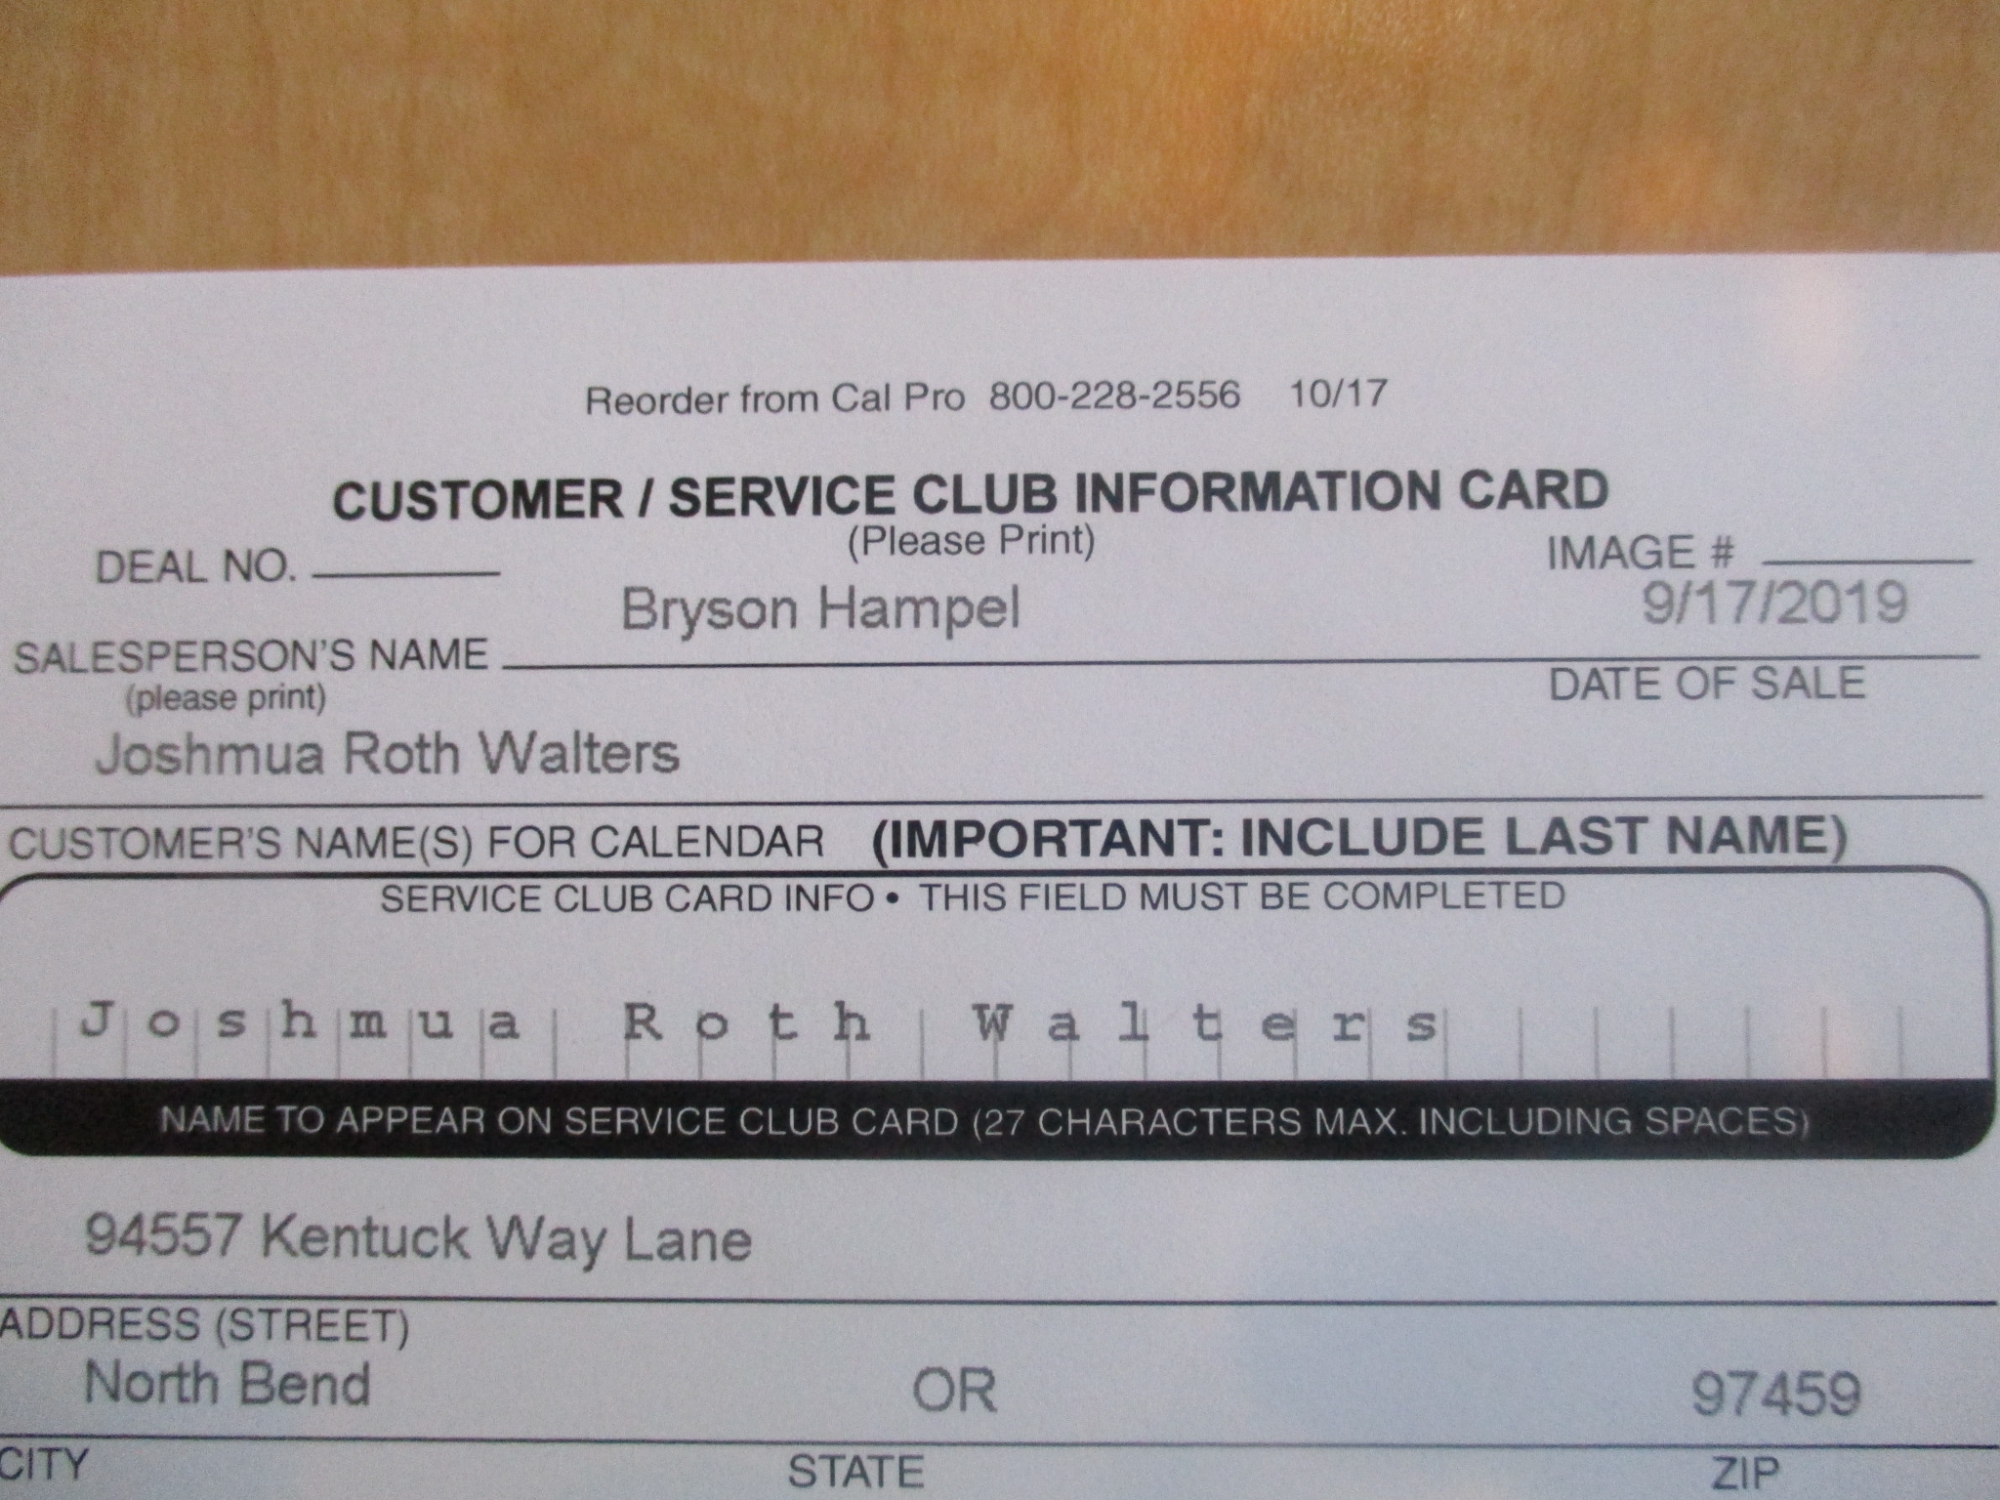 Reorder from Cal Pro 800-228-2556 10/17
CUSTOMER / SERVICE CLUB INFORMATION CARD
(Please Print)
DEAL NO. IMAGE #
Bryson Hampel 9/17/2019
SALESPERSON'S NAME DATE OF SALE
(please print)
Joshmua Roth Walters
CUSTOMER'S NAME(S) FOR CALENDAR (IMPORTANT: INCLUDE LAST NAME)
SERVICE CLUB CARD INFO • THIS FIELD MUST BE COMPLETED
Joshmua Roth Walters
NAME TO APPEAR ON SERVICE CLUB CARD (27 CHARACTERS MAX. INCLUDING SPACES)
94557 Kentuck Way Lane
ADDRESS (STREET)
North Bend OR 97459
CITY STATE ZIP